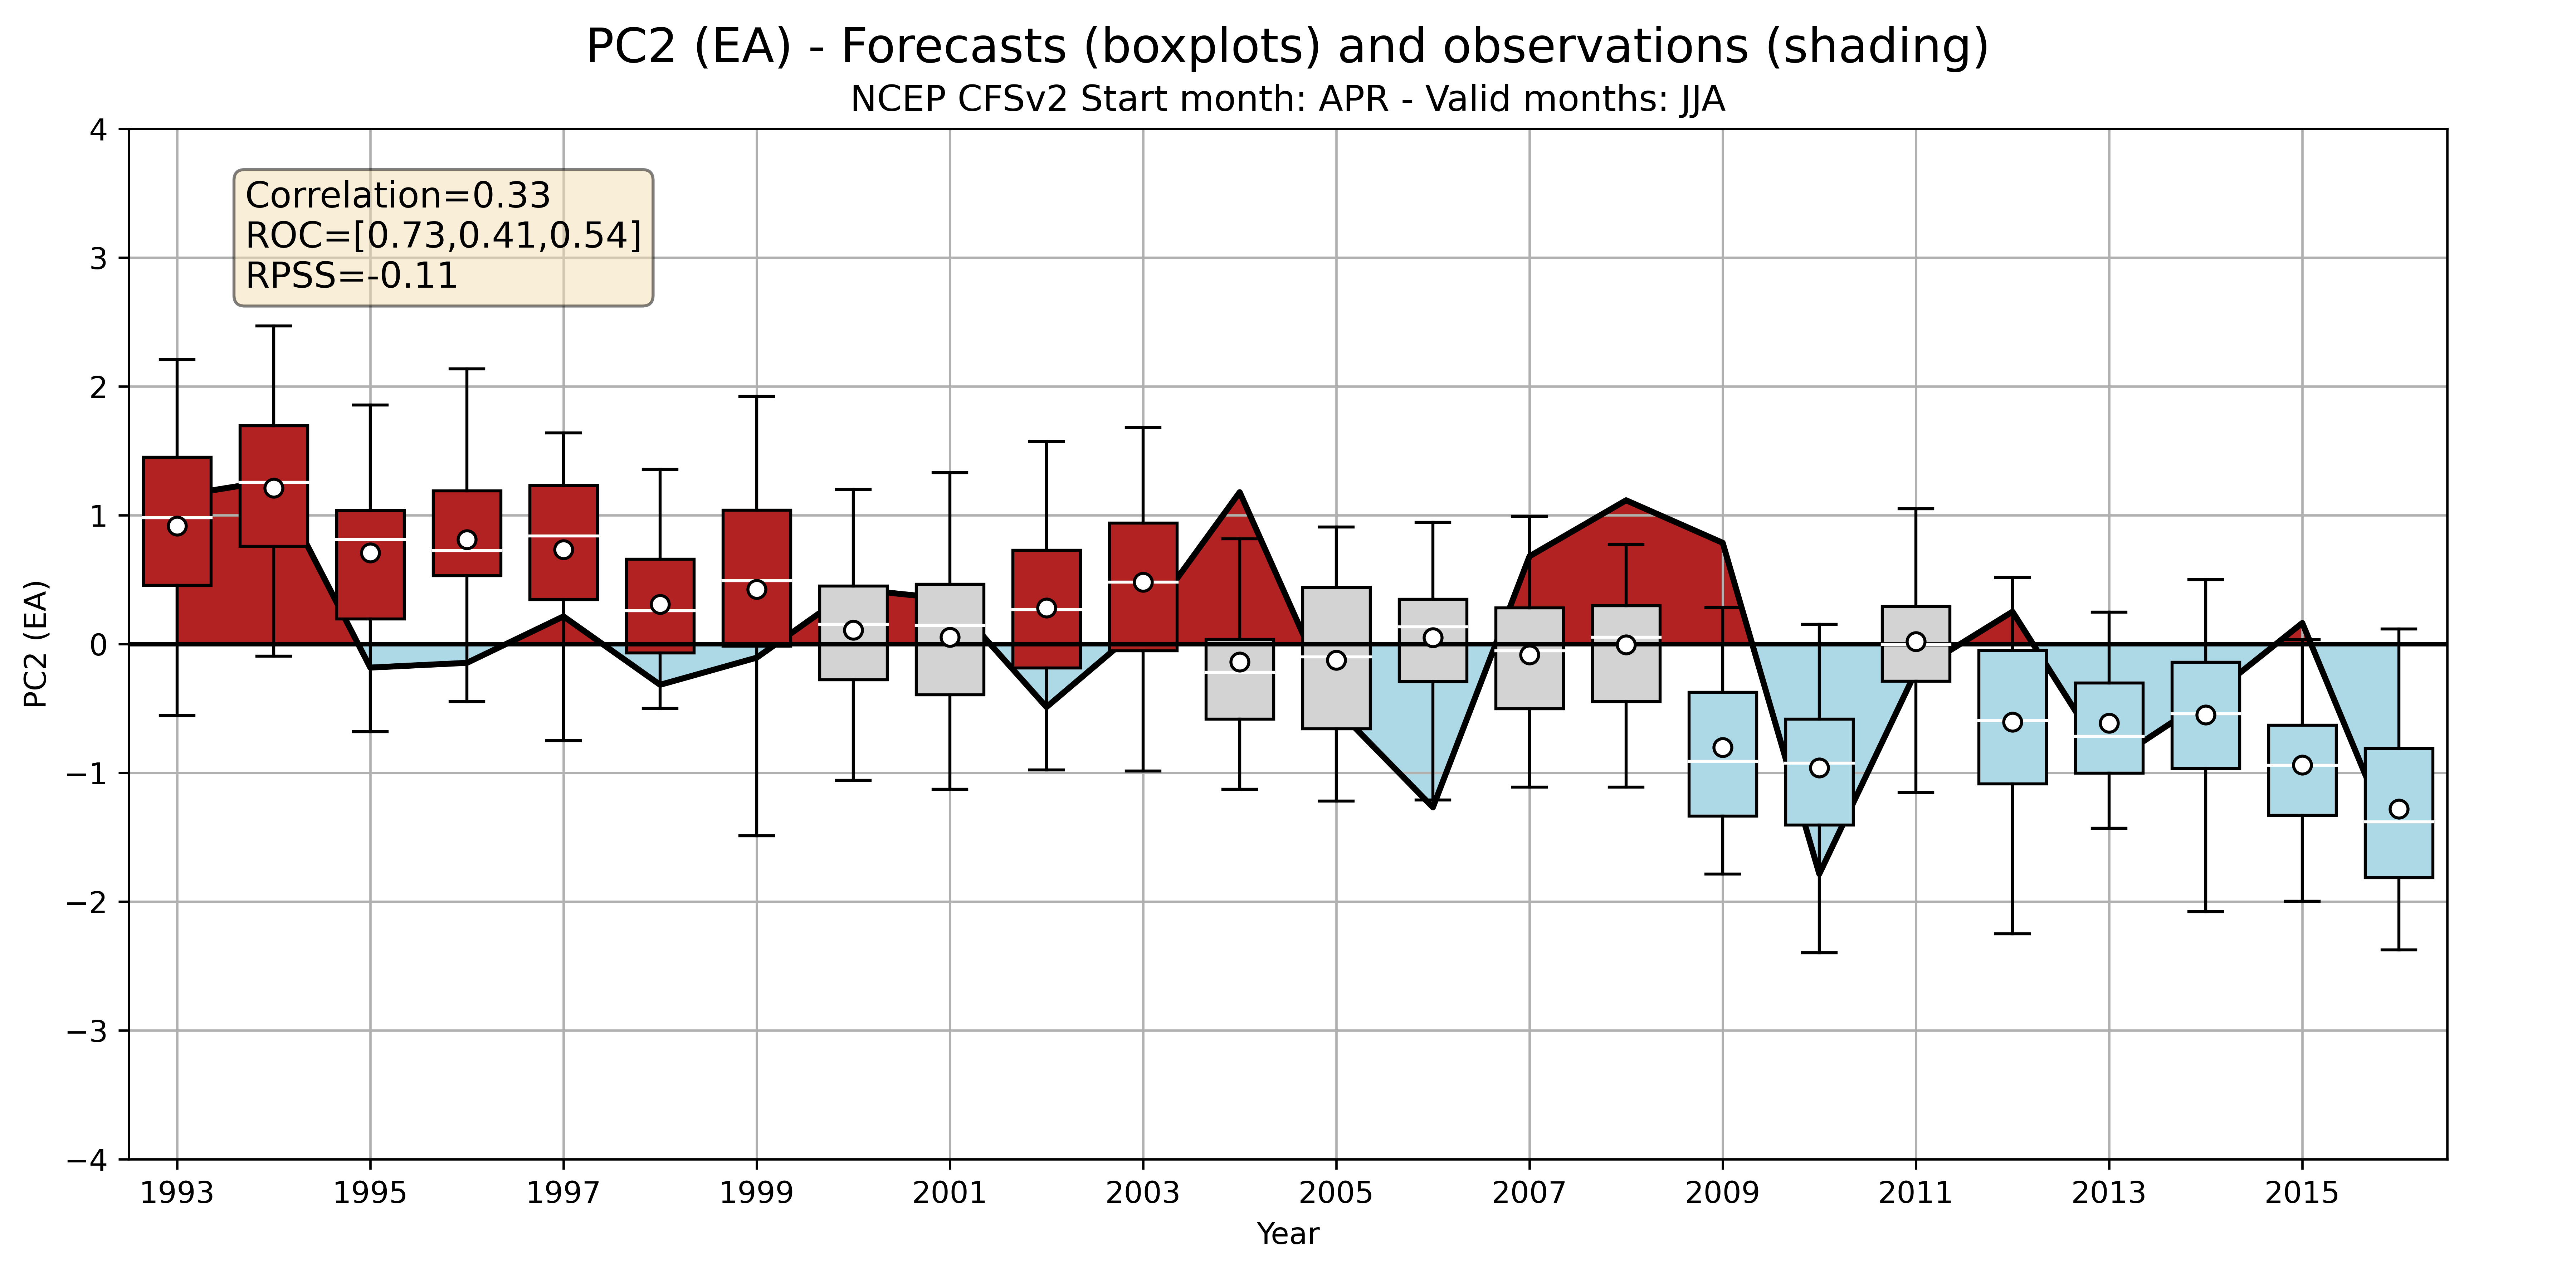 PC2 (EA) - Forecasts (boxplots) and observations (shading)
NCEP CFSv2 Start month: APR - Valid months: JJA
Correlation=0.33
ROC=[0.73,0.41,0.54]
RPSS=-0.11
PC2 (EA)
4
3
2
1
0
−1
−2
−3
−4
1993 1995 1997 1999 2001 2003 2005 2007 2009 2011 2013 2015
Year